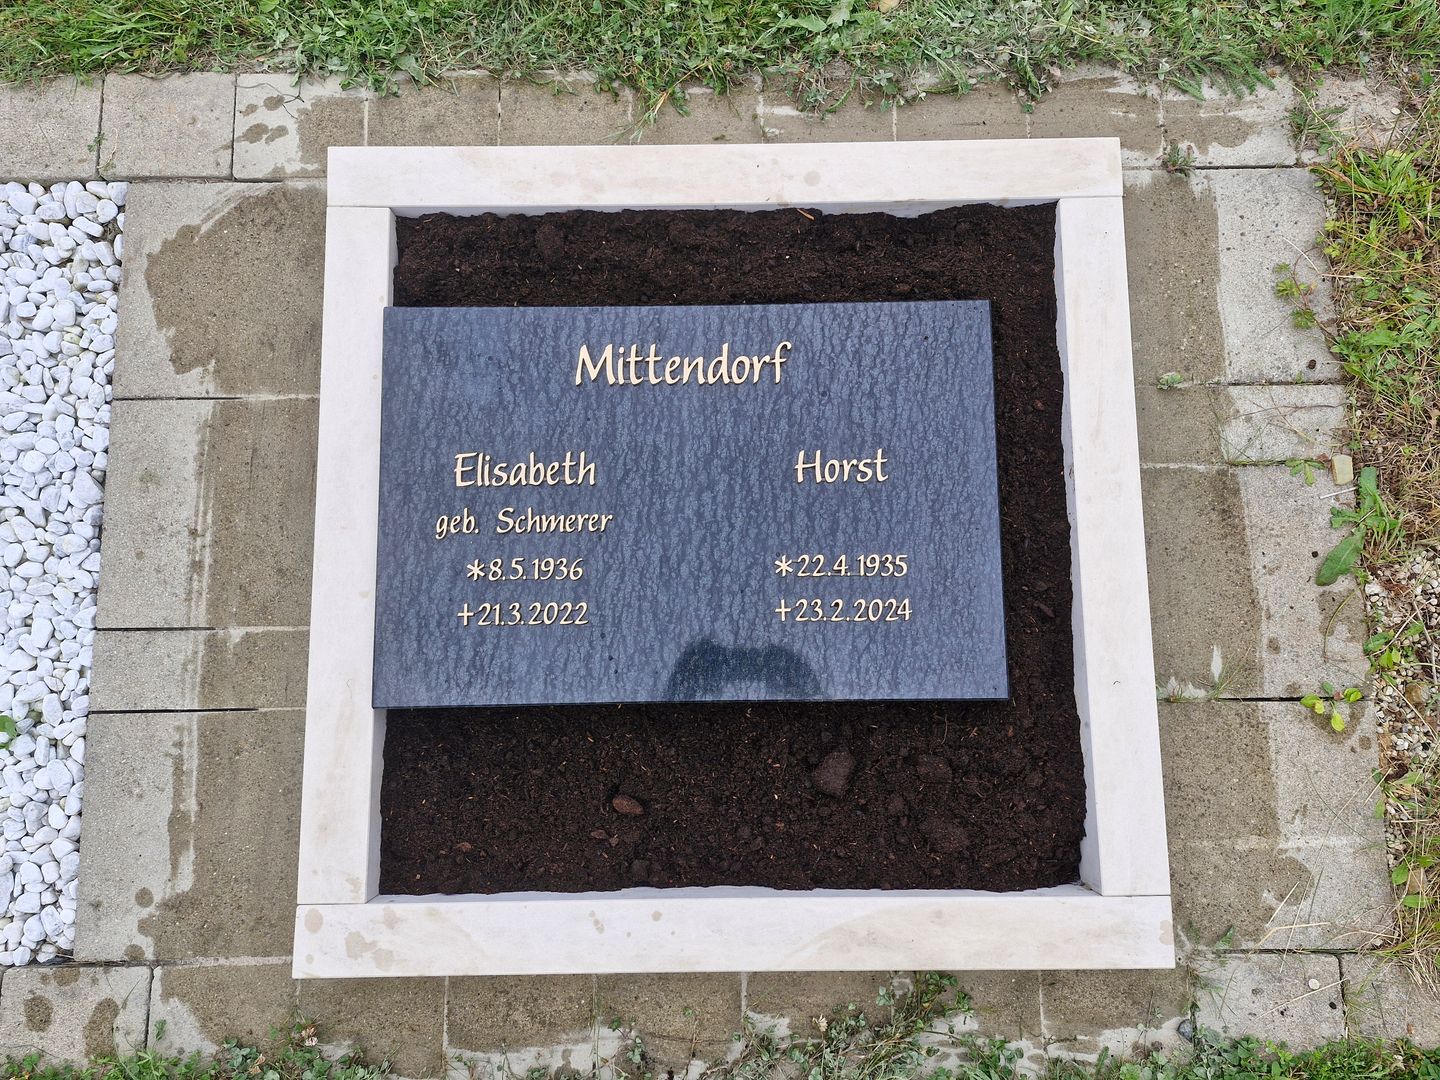 Mittendorf
Elisabeth
geb. Schmerer
*8.5.1936
†21.3.2022
Horst
*22.4.1935
†23.2.2024